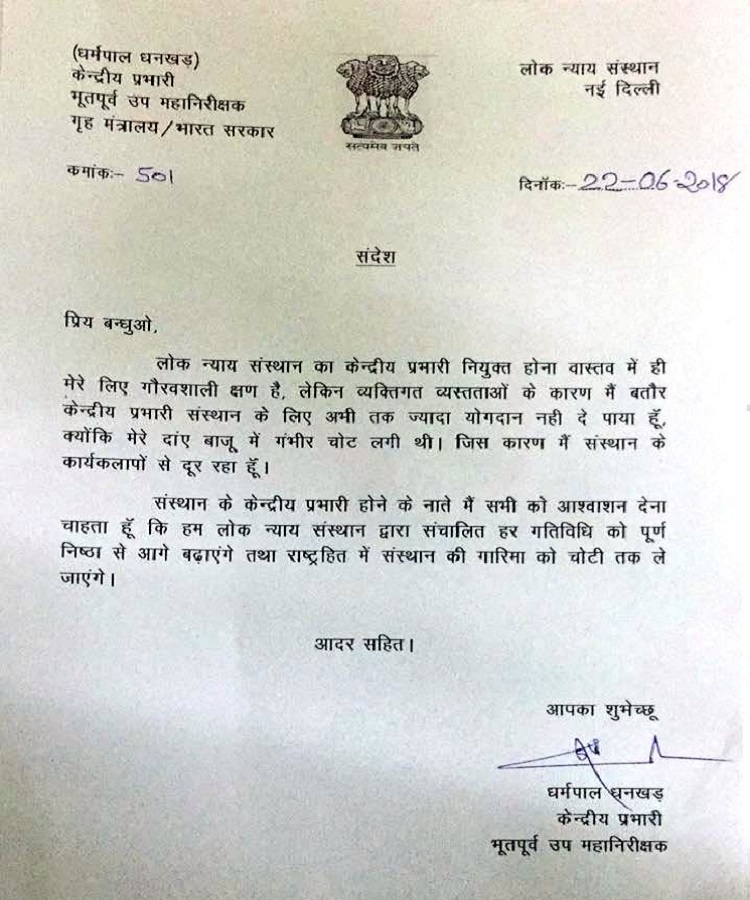 (धर्मपाल धनखड़)
केन्द्रीय प्रभारी
भूतपूर्व उप महानिरीक्षक
गृह मंत्रालय/भारत सरकार
सत्यमेव जयते
लोक न्याय संस्थान
नई दिल्ली
कमांकः- 501
दिनॉकः- 22-06-2018
संदेश
प्रिय बन्घुओ,
लोक न्याय संस्थान का केन्द्रीय प्रभारी नियुक्त होना वास्तव में ही
मेरे लिए गौरवशाली क्षण है, लेकिन व्यक्तिगत व्यस्तताओं के कारण मैं बतौर
केन्द्रीय प्रभारी संस्थान के लिए अभी तक ज्यादा योगदान नही दे पाया हूँ,
क्योंकि मेरे दांए बाजू में गंभीर चोट लगी थी। जिस कारण मैं संस्थान के
कार्यकलापों से दूर रहा हूँ।
संस्थान के केन्द्रीय प्रभारी होने के नाते मैं सभी को आश्वाशन देना
चाहता हूँ कि हम लोक न्याय संस्थान द्वारा संचालित हर गतिविधि को पूर्ण
निष्ठा से आगे बढ़ाएंगे तथा राष्ट्रहित में संस्थान की गारिमा को चोटी तक ले
जाएंगे।
आदर सहित।
आपका शुमेच्छू
धर्मपाल धनखड़
केन्द्रीय प्रभारी
भूतपूर्व उप महानिरीक्षक